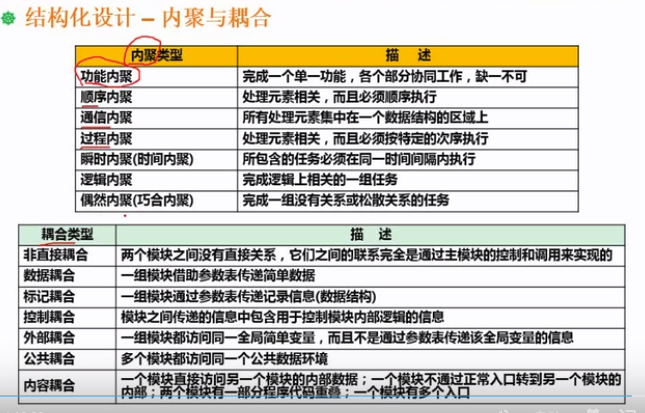 结构化设计 – 内聚与耦合
内聚类型 描 述
功能内聚 完成一个单一功能，各个部分协同工作，缺一不可
顺序内聚 处理元素相关，而且必须顺序执行
通信内聚 所有处理元素集中在一个数据结构的区域上
过程内聚 处理元素相关，而且必须按特定的次序执行
瞬时内聚(时间内聚) 所包含的任务必须在同一时间间隔内执行
逻辑内聚 完成逻辑上相关的一组任务
偶然内聚(巧合内聚) 完成一组没有关系或松散关系的任务
耦合类型 描 述
非直接耦合 两个模块之间没有直接关系，它们之间的联系完全是通过主模块的控制和调用来实现的
数据耦合 一组模块借助参数表传递简单数据
标记耦合 一组模块通过参数表传递记录信息(数据结构)
控制耦合 模块之间传递的信息中包含用于控制模块内部逻辑的信息
外部耦合 一组模块都访问同一全局简单变量，而且不是通过参数表传递该全局变量的信息
公共耦合 多个模块都访问同一个公共数据环境
内容耦合 一个模块直接访问另一个模块的内部数据；一个模块不通过正常入口转到另一个模块的
内部；两个模块有一部分程序代码重叠；一个模块有多个入口